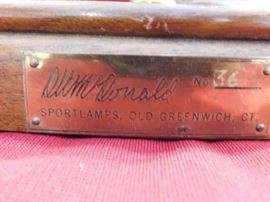 DWMcDonald No 36
SPORTLAMPS, OLD GREENWICH, CT.